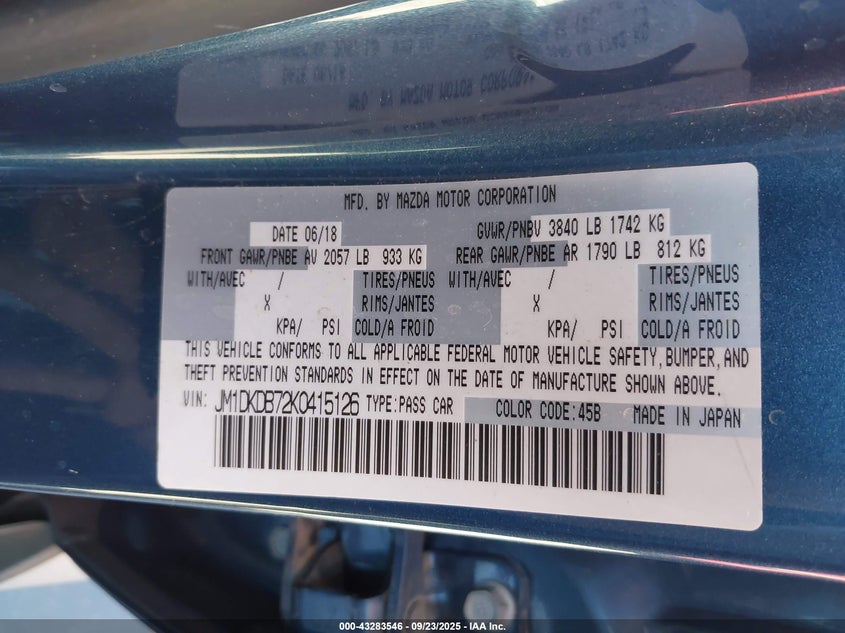 MFD. BY MAZDA MOTOR CORPORATION
DATE 06/18 GVWR/PNBV 3840 LB 1742 KG
FRONT GAWR/PNBE AV 2057 LB 933 KG REAR GAWR/PNBE AR 1790 LB 812 KG
WITH/AVEC / TIRES/PNEUS WITH/AVEC / TIRES/PNEUS
X RIMS/JANTES X RIMS/JANTES
KPA/ PSI COLD/A FROID KPA/ PSI COLD/A FROID
THIS VEHICLE CONFORMS TO ALL APPLICABLE FEDERAL MOTOR VEHICLE SAFETY, BUMPER, AND
THEFT PREVENTION STANDARDS IN EFFECT ON THE DATE OF MANUFACTURE SHOWN ABOVE.
VIN: JM1DKDB72K0415126 TYPE:PASS CAR COLOR CODE:45B MADE IN JAPAN
000-43283546 - 09/23/2025 - IAA Inc.